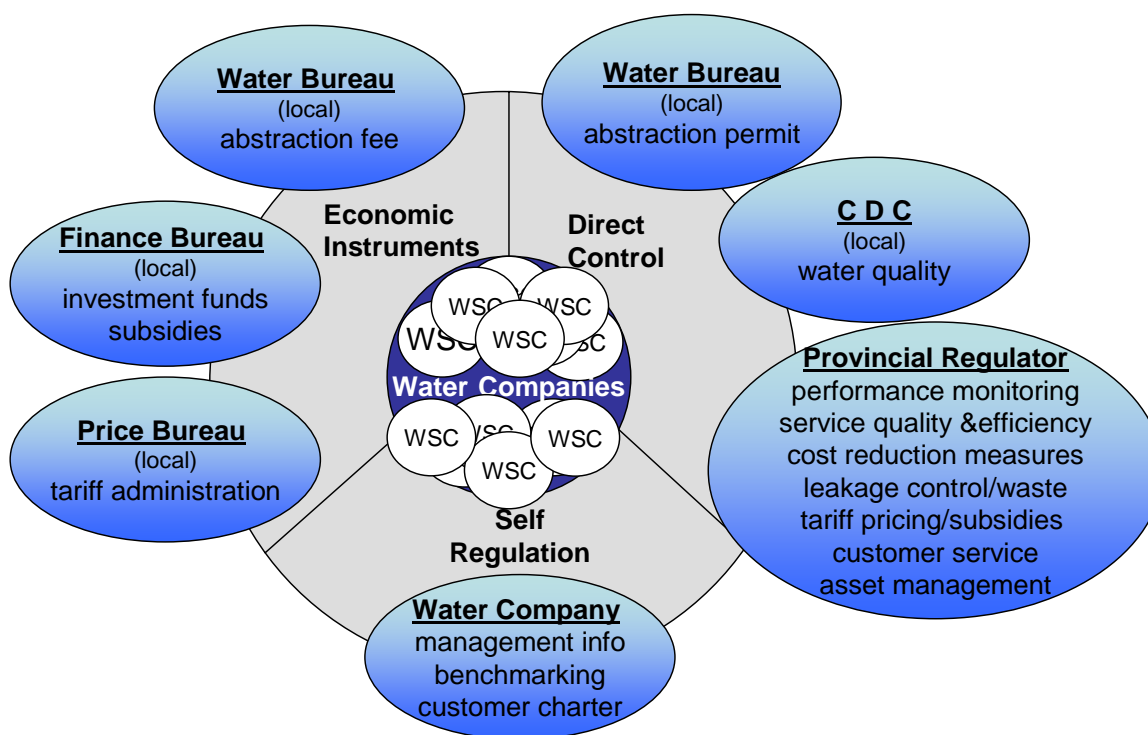 Water Bureau
(local)
abstraction fee
Water Bureau
(local)
abstraction permit
Economic
Instruments
Direct
Control
C D C
(local)
water quality
Finance Bureau
(local)
investment funds
subsidies
WSC
WSC
WSC
WSC
WSC
Water Companies
Provincial Regulator
performance monitoring
service quality &efficiency
cost reduction measures
leakage control/waste
tariff pricing/subsidies
customer service
asset management
Price Bureau
(local)
tariff administration
WSC
WSC
WSC
WSC
Self
Regulation
Water Company
management info
benchmarking
customer charter